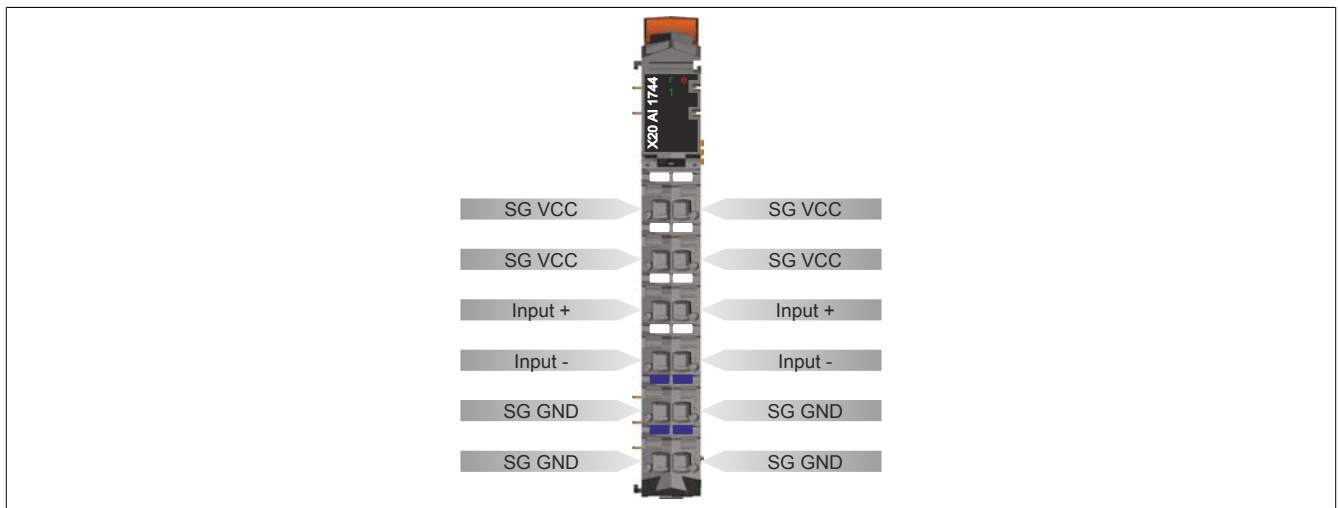 X20 AI 1744
r e
1
SG VCC SG VCC
SG VCC SG VCC
Input + Input +
Input - Input -
SG GND SG GND
SG GND SG GND